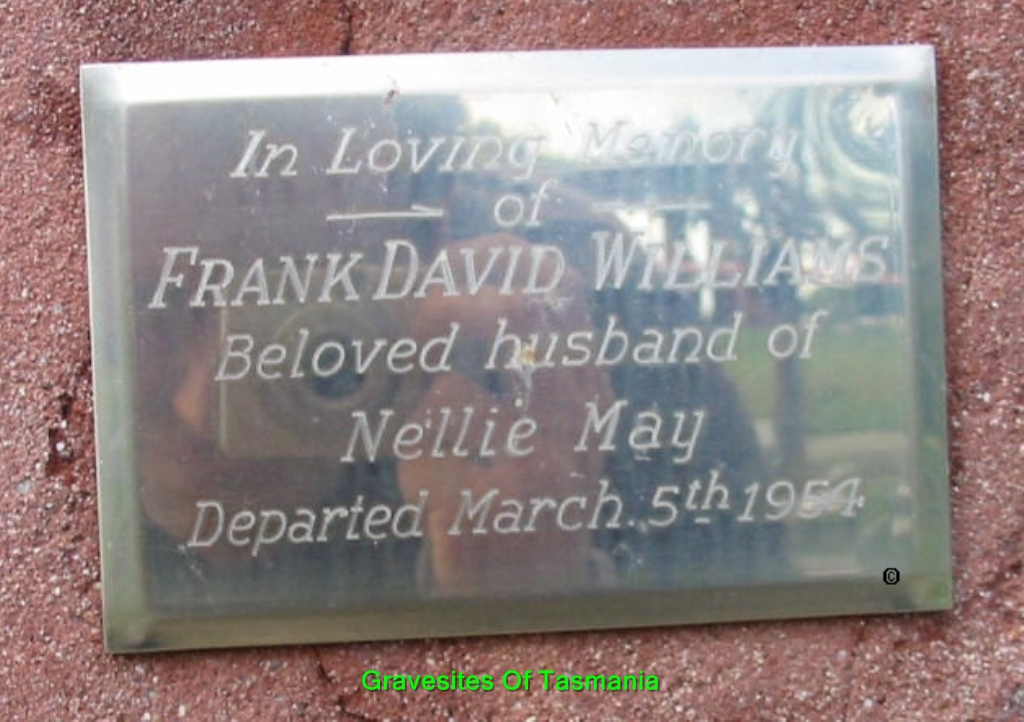 In Loving Memory
of
FRANK DAVID WILLIAMS
Beloved husband of
Nellie May
Departed March. 5th 1954
©
Gravesites Of Tasmania